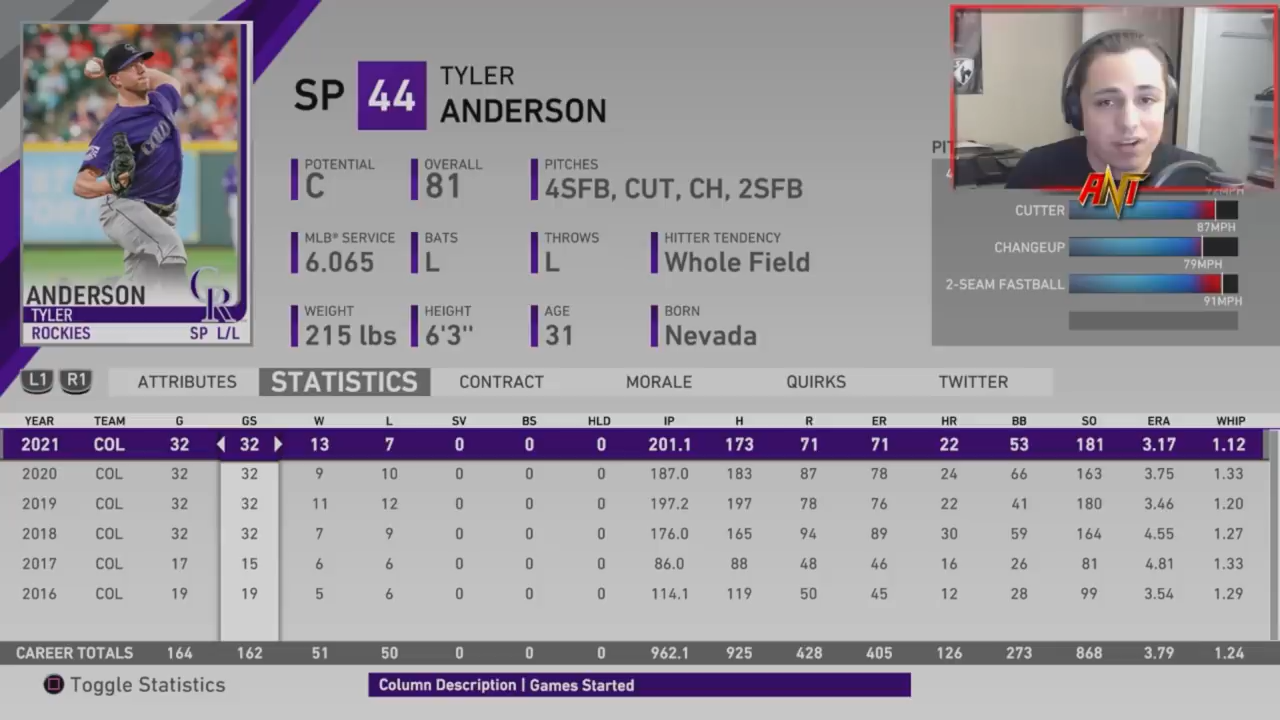 SP 44 TYLER ANDERSON
POTENTIAL C
OVERALL 81
PITCHES 4SFB, CUT, CH, 2SFB
MLB® SERVICE 6.065
BATS L
THROWS L
HITTER TENDENCY Whole Field
WEIGHT 215 lbs
HEIGHT 6'3"
AGE 31
BORN Nevada
ANDERSON
TYLER
ROCKIES SP L/L
CR
PIT
92MPH
ANT
CUTTER
87MPH
CHANGEUP
79MPH
2-SEAM FASTBALL
91MPH
L1 R1 ATTRIBUTES STATISTICS CONTRACT MORALE QUIRKS TWITTER
YEAR TEAM G GS W L SV BS HLD IP H R ER HR BB SO ERA WHIP
2021 COL 32 32 13 7 0 0 0 201.1 173 71 71 22 53 181 3.17 1.12
2020 COL 32 32 9 10 0 0 0 187.0 183 87 78 24 66 163 3.75 1.33
2019 COL 32 32 11 12 0 0 0 197.2 197 78 76 22 41 180 3.46 1.20
2018 COL 32 32 7 9 0 0 0 176.0 165 94 89 30 59 164 4.55 1.27
2017 COL 17 15 6 6 0 0 0 86.0 88 48 46 16 26 81 4.81 1.33
2016 COL 19 19 5 6 0 0 0 114.1 119 50 45 12 28 99 3.54 1.29
CAREER TOTALS 164 162 51 50 0 0 0 962.1 925 428 405 126 273 868 3.79 1.24
Toggle Statistics
Column Description | Games Started